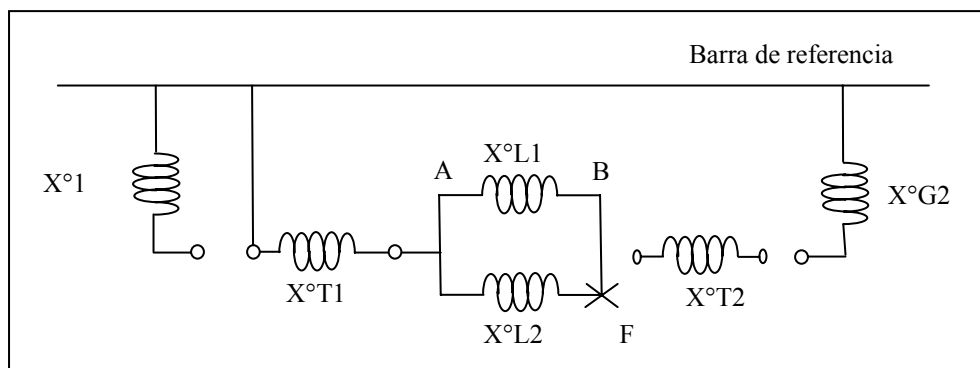 Barra de referencia
X°L1
A
B
X°1
X°G2
X°T1
X°T2
X°L2
F